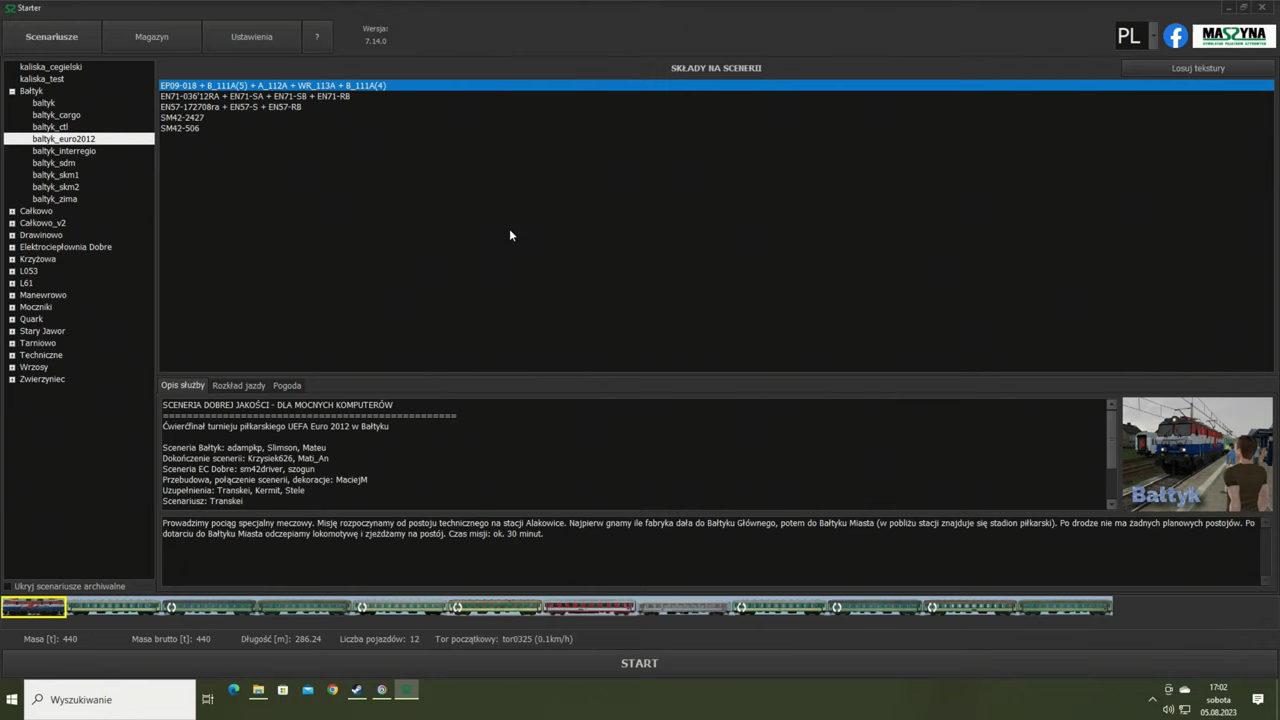 Starter
Scenariusze
Magazyn
Ustawienia
?
Wersja:
7.14.0
PL
MASZYNA
kaliska_cegielski
kaliska_test
Bałtyk
baltyk
baltyk_cargo
baltyk_ctl
baltyk_euro2012
baltyk_interregio
baltyk_sdm
baltyk_skm1
baltyk_skm2
baltyk_zima
Całkowo
Całkowo_v2
Drawinowo
Elektrociepłownia Dobre
Krzyżowa
L053
L61
Manewrowo
Moczniki
Quark
Stary Jawor
Tarniowo
Techniczne
Wrzosy
Zwierzyniec
Ukryj scenariusze archiwalne
SKŁADY NA SCENERII
Losuj tekstury
EP09-018 + B_111A(5) + A_112A + WR_113A + B_111A(4)
EN71-036'12RA + EN71-SA + EN71-SB + EN71-RB
EN57-172708ra + EN57-S + EN57-RB
SM42-2427
SM42-506
Opis służby
Rozkład jazdy
Pogoda
SCENERIA DOBREJ JAKOŚCI - DLA MOCNYCH KOMPUTERÓW
==================================================
Ćwierćfinał turnieju piłkarskiego UEFA Euro 2012 w Bałtyku
Sceneria Bałtyk: adampkp, Slimson, Mateu
Dokończenie scenerii: Krzysiek626, Mati_An
Sceneria EC Dobre: sm42driver, szogun
Przebudowa, połączenie scenerii, dekoracje: MaciejM
Uzupełnienia: Transkei, Kermit, Stele
Scenariusz: Transkei
Bałtyk
Prowadzimy pociąg specjalny meczowy. Misję rozpoczynamy od postoju technicznego na stacji Alakowice. Najpierw gnamy ile fabryka dała do Bałtyku Głównego, potem do Bałtyku Miasta (w pobliżu stacji znajduje się stadion piłkarski). Po drodze nie ma żadnych planowych postojów. Po
dotarciu do Bałtyku Miasta odczepiamy lokomotywę i zjeżdżamy na postój. Czas misji: ok. 30 minut.
Masa [t]: 440
Masa brutto [t]: 440
Długość [m]: 286.24
Liczba pojazdów: 12
Tor początkowy: tor0325 (0.1km/h)
START
Wyszukiwanie
17:02
sobota
05.08.2023